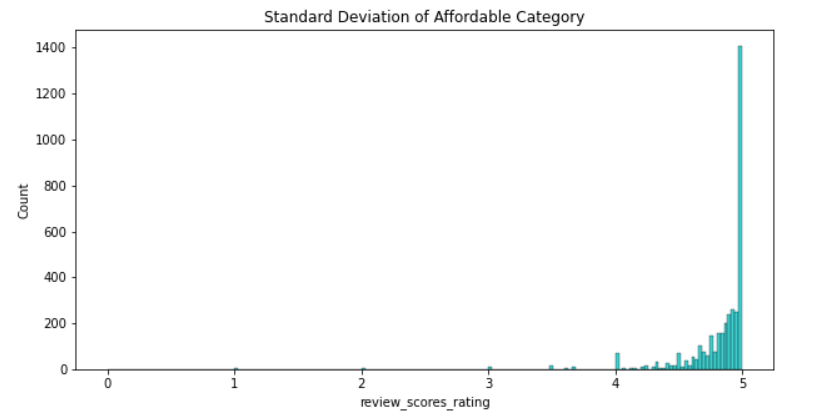 Standard Deviation of Affordable Category
1400
1200
1000
800
600
400
200
0
Count
0 1 2 3 4 5
review_scores_rating